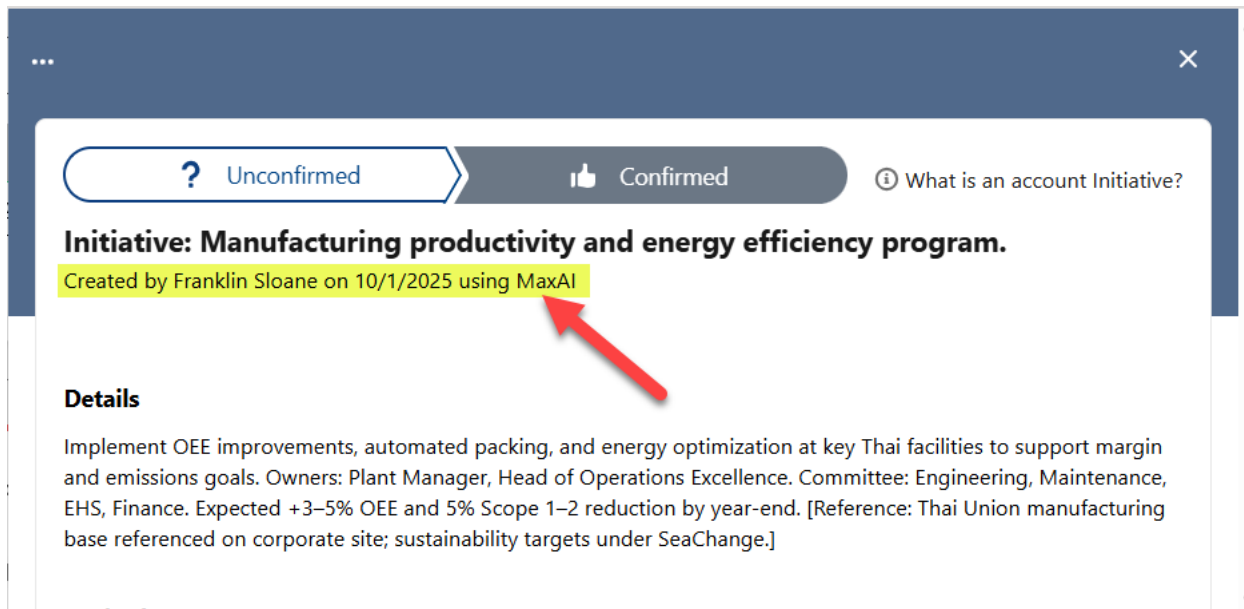 ...
? Unconfirmed
Confirmed
What is an account Initiative?
Initiative: Manufacturing productivity and energy efficiency program.
Created by Franklin Sloane on 10/1/2025 using MaxAI
Details
Implement OEE improvements, automated packing, and energy optimization at key Thai facilities to support margin
and emissions goals. Owners: Plant Manager, Head of Operations Excellence. Committee: Engineering, Maintenance,
EHS, Finance. Expected +3–5% OEE and 5% Scope 1–2 reduction by year-end. [Reference: Thai Union manufacturing
base referenced on corporate site; sustainability targets under SeaChange.]